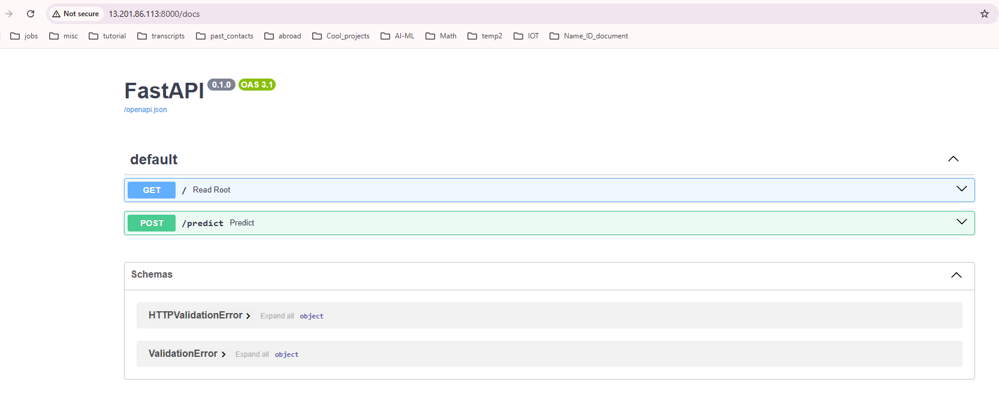 Not secure 13.201.86.113:8000/docs
jobs misc tutorial transcripts past_contacts abroad Cool_projects AI-ML Math temp2 IOT Name_ID_document
FastAPI 0.1.0 OAS 3.1
/openapi.json
default
GET / Read Root
POST /predict Predict
Schemas
HTTPValidationError Expand all object
ValidationError Expand all object